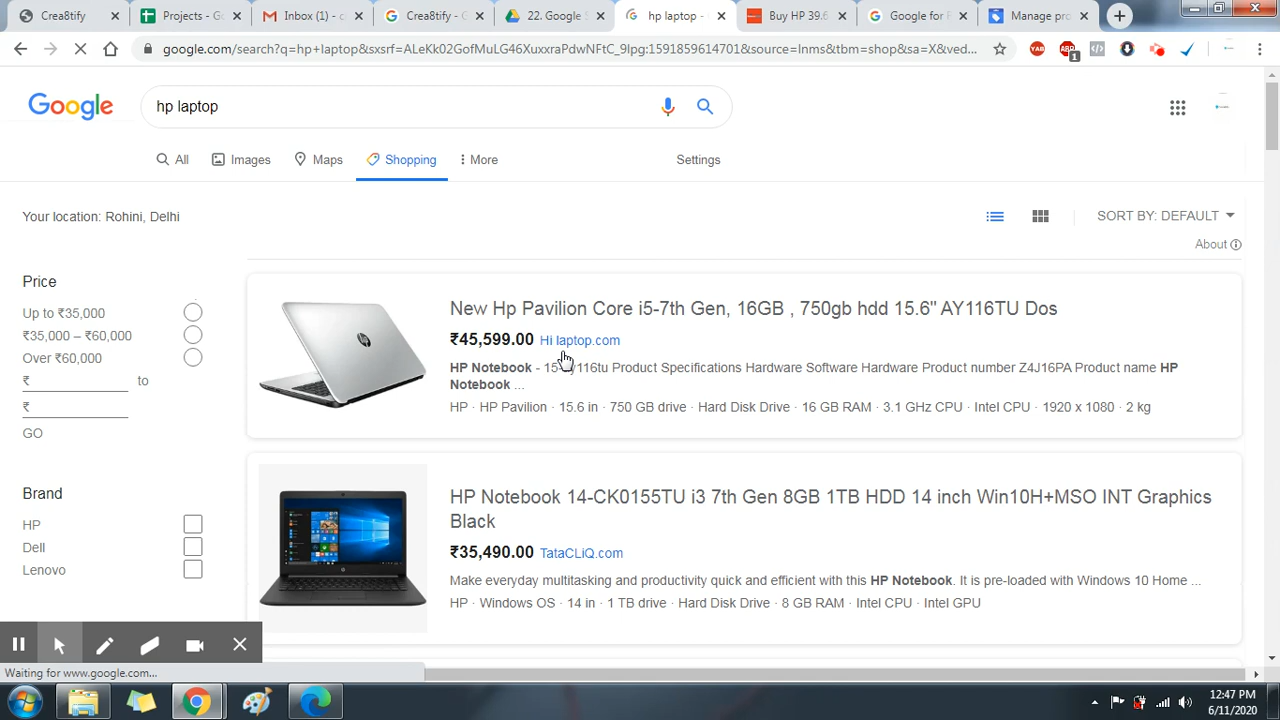 Crea8tify
Projects - G
Inbox (1) - c
Crea8tify - G
22. Google
hp laptop -
Buy HP 39.6
Google for F
Manage pro
google.com/search?q=hp+laptop&sxsrf=ALeKk02GofMuLG46XuxxraPdwNFtC_9lpg:1591859614701&source=lnms&tbm=shop&sa=X&ved...
YAB
ABP
1
Google
hp laptop
All
Images
Maps
Shopping
More
Settings
Your location: Rohini, Delhi
SORT BY: DEFAULT
About
Price
Up to ₹35,000
₹35,000 – ₹60,000
Over ₹60,000
₹ to
₹
GO
Brand
HP
Dell
Lenovo
New Hp Pavilion Core i5-7th Gen, 16GB , 750gb hdd 15.6" AY116TU Dos
₹45,599.00 Hi laptop.com
HP Notebook - 15-ay116tu Product Specifications Hardware Software Hardware Product number Z4J16PA Product name HP
Notebook ...
HP · HP Pavilion · 15.6 in · 750 GB drive · Hard Disk Drive · 16 GB RAM · 3.1 GHz CPU · Intel CPU · 1920 x 1080 · 2 kg
HP Notebook 14-CK0155TU i3 7th Gen 8GB 1TB HDD 14 inch Win10H+MSO INT Graphics
Black
₹35,490.00 TataCLiQ.com
Make everyday multitasking and productivity quick and efficient with this HP Notebook. It is pre-loaded with Windows 10 Home ...
HP · Windows OS · 14 in · 1 TB drive · Hard Disk Drive · 8 GB RAM · Intel CPU · Intel GPU
Waiting for www.google.com...
12:47 PM
6/11/2020